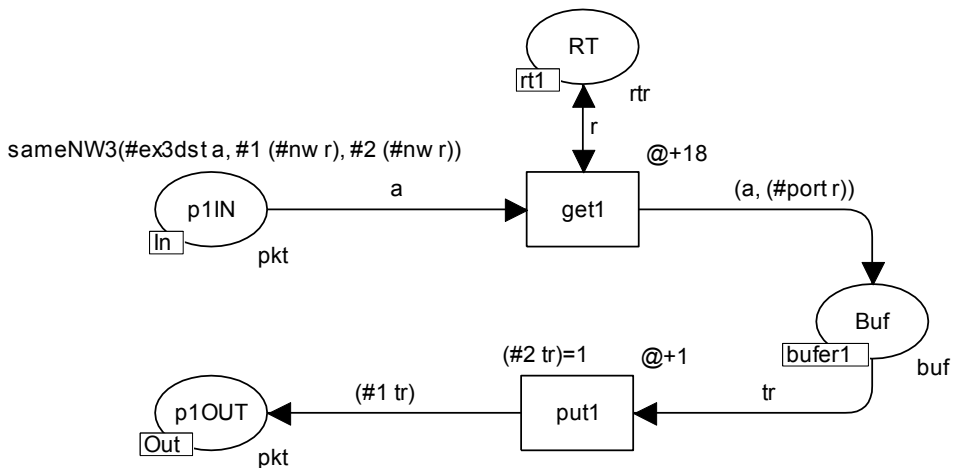 RT
rt1
rtr
r
sameNW3(#ex3dst a, #1 (#nw r), #2 (#nw r))
@+18
a
(a, (#port r))
p1IN
get1
In
pkt
Buf
bufer1
buf
(#2 tr)=1
@+1
(#1 tr)
tr
p1OUT
put1
Out
pkt